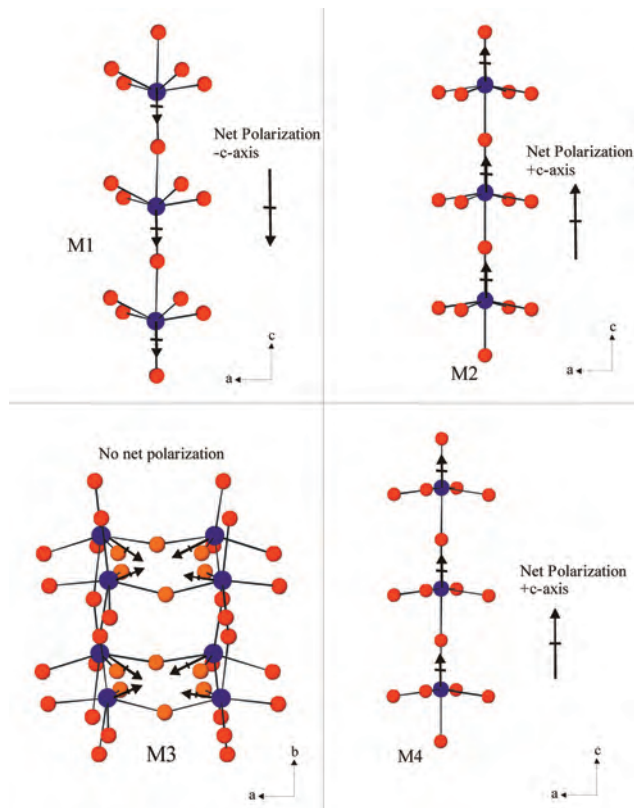 Net Polarization
-c-axis
M1
c
a
Net Polarization
+c-axis
M2
c
a
No net polarization
M3
b
a
Net Polarization
+c-axis
M4
c
a